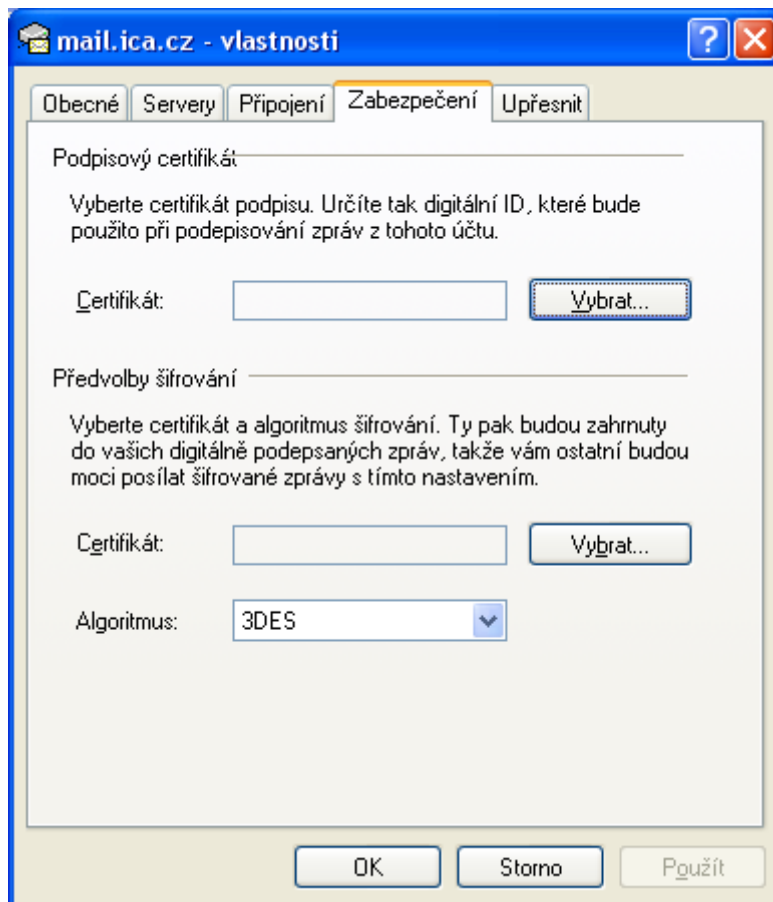 mail.ica.cz - vlastnosti
Obecné Servery Připojení Zabezpečení Upřesnit
Podpisový certifikát
Vyberte certifikát podpisu. Určíte tak digitální ID, které bude
použito při podepisování zpráv z tohoto účtu.
Certifikát: Vybrat...
Předvolby šifrování
Vyberte certifikát a algoritmus šifrování. Ty pak budou zahrnuty
do vašich digitálně podepsaných zpráv, takže vám ostatní budou
moci posílat šifrované zprávy s tímto nastavením.
Certifikát: Vybrat...
Algoritmus: 3DES
OK Storno Použít